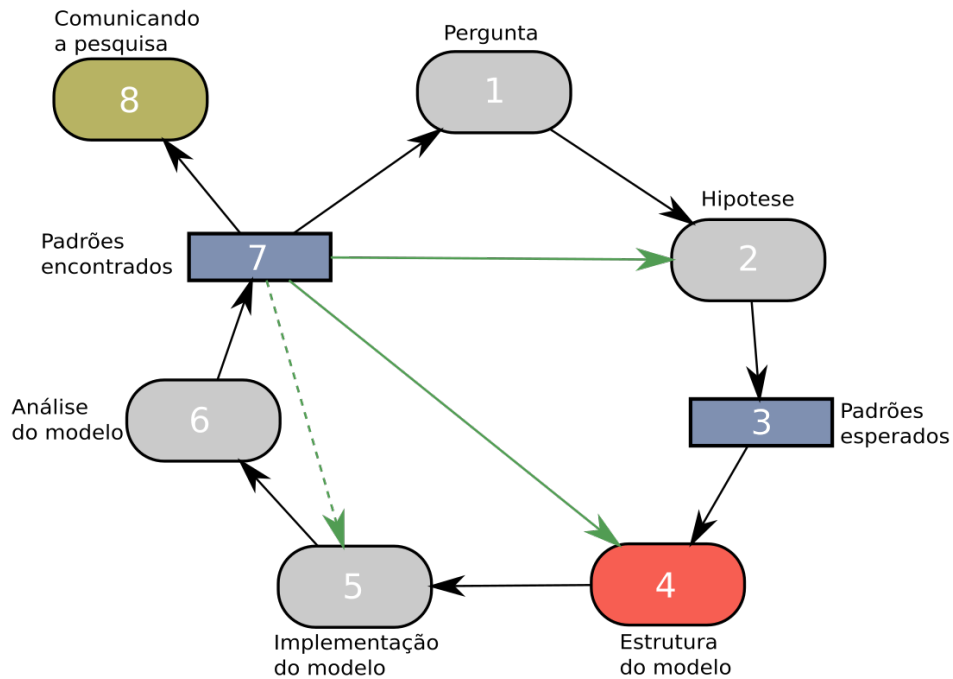 Comunicando
a pesquisa
8
Pergunta
1
Hipotese
2
Padrões
encontrados
7
3
Padrões
esperados
Análise
do modelo
6
5
Implementação
do modelo
4
Estrutura
do modelo